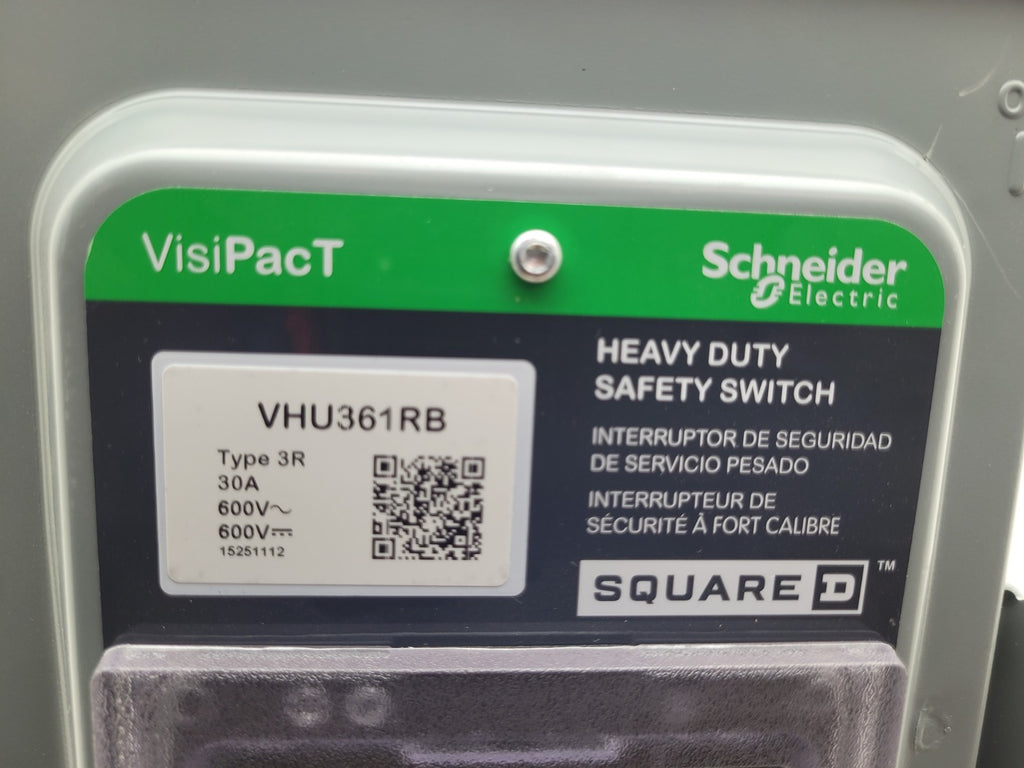 VisiPacT
Schneider
Electric
VHU361RB
Type 3R
30A
600V~
600V⎓
15251112
HEAVY DUTY
SAFETY SWITCH
INTERRUPTOR DE SEGURIDAD
DE SERVICIO PESADO
INTERRUPTEUR DE
SÉCURITÉ À FORT CALIBRE
SQUARE D ™